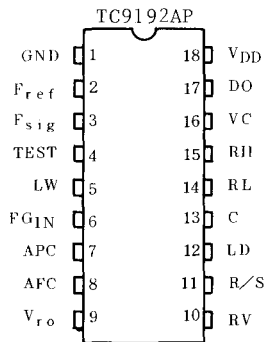 TC9192AP
GND 1 18 VDD
Fref 2 17 DO
Fsig 3 16 VC
TEST 4 15 RH
LW 5 14 RL
FGIN 6 13 C
APC 7 12 LD
AFC 8 11 R/S
Vro 9 10 RV